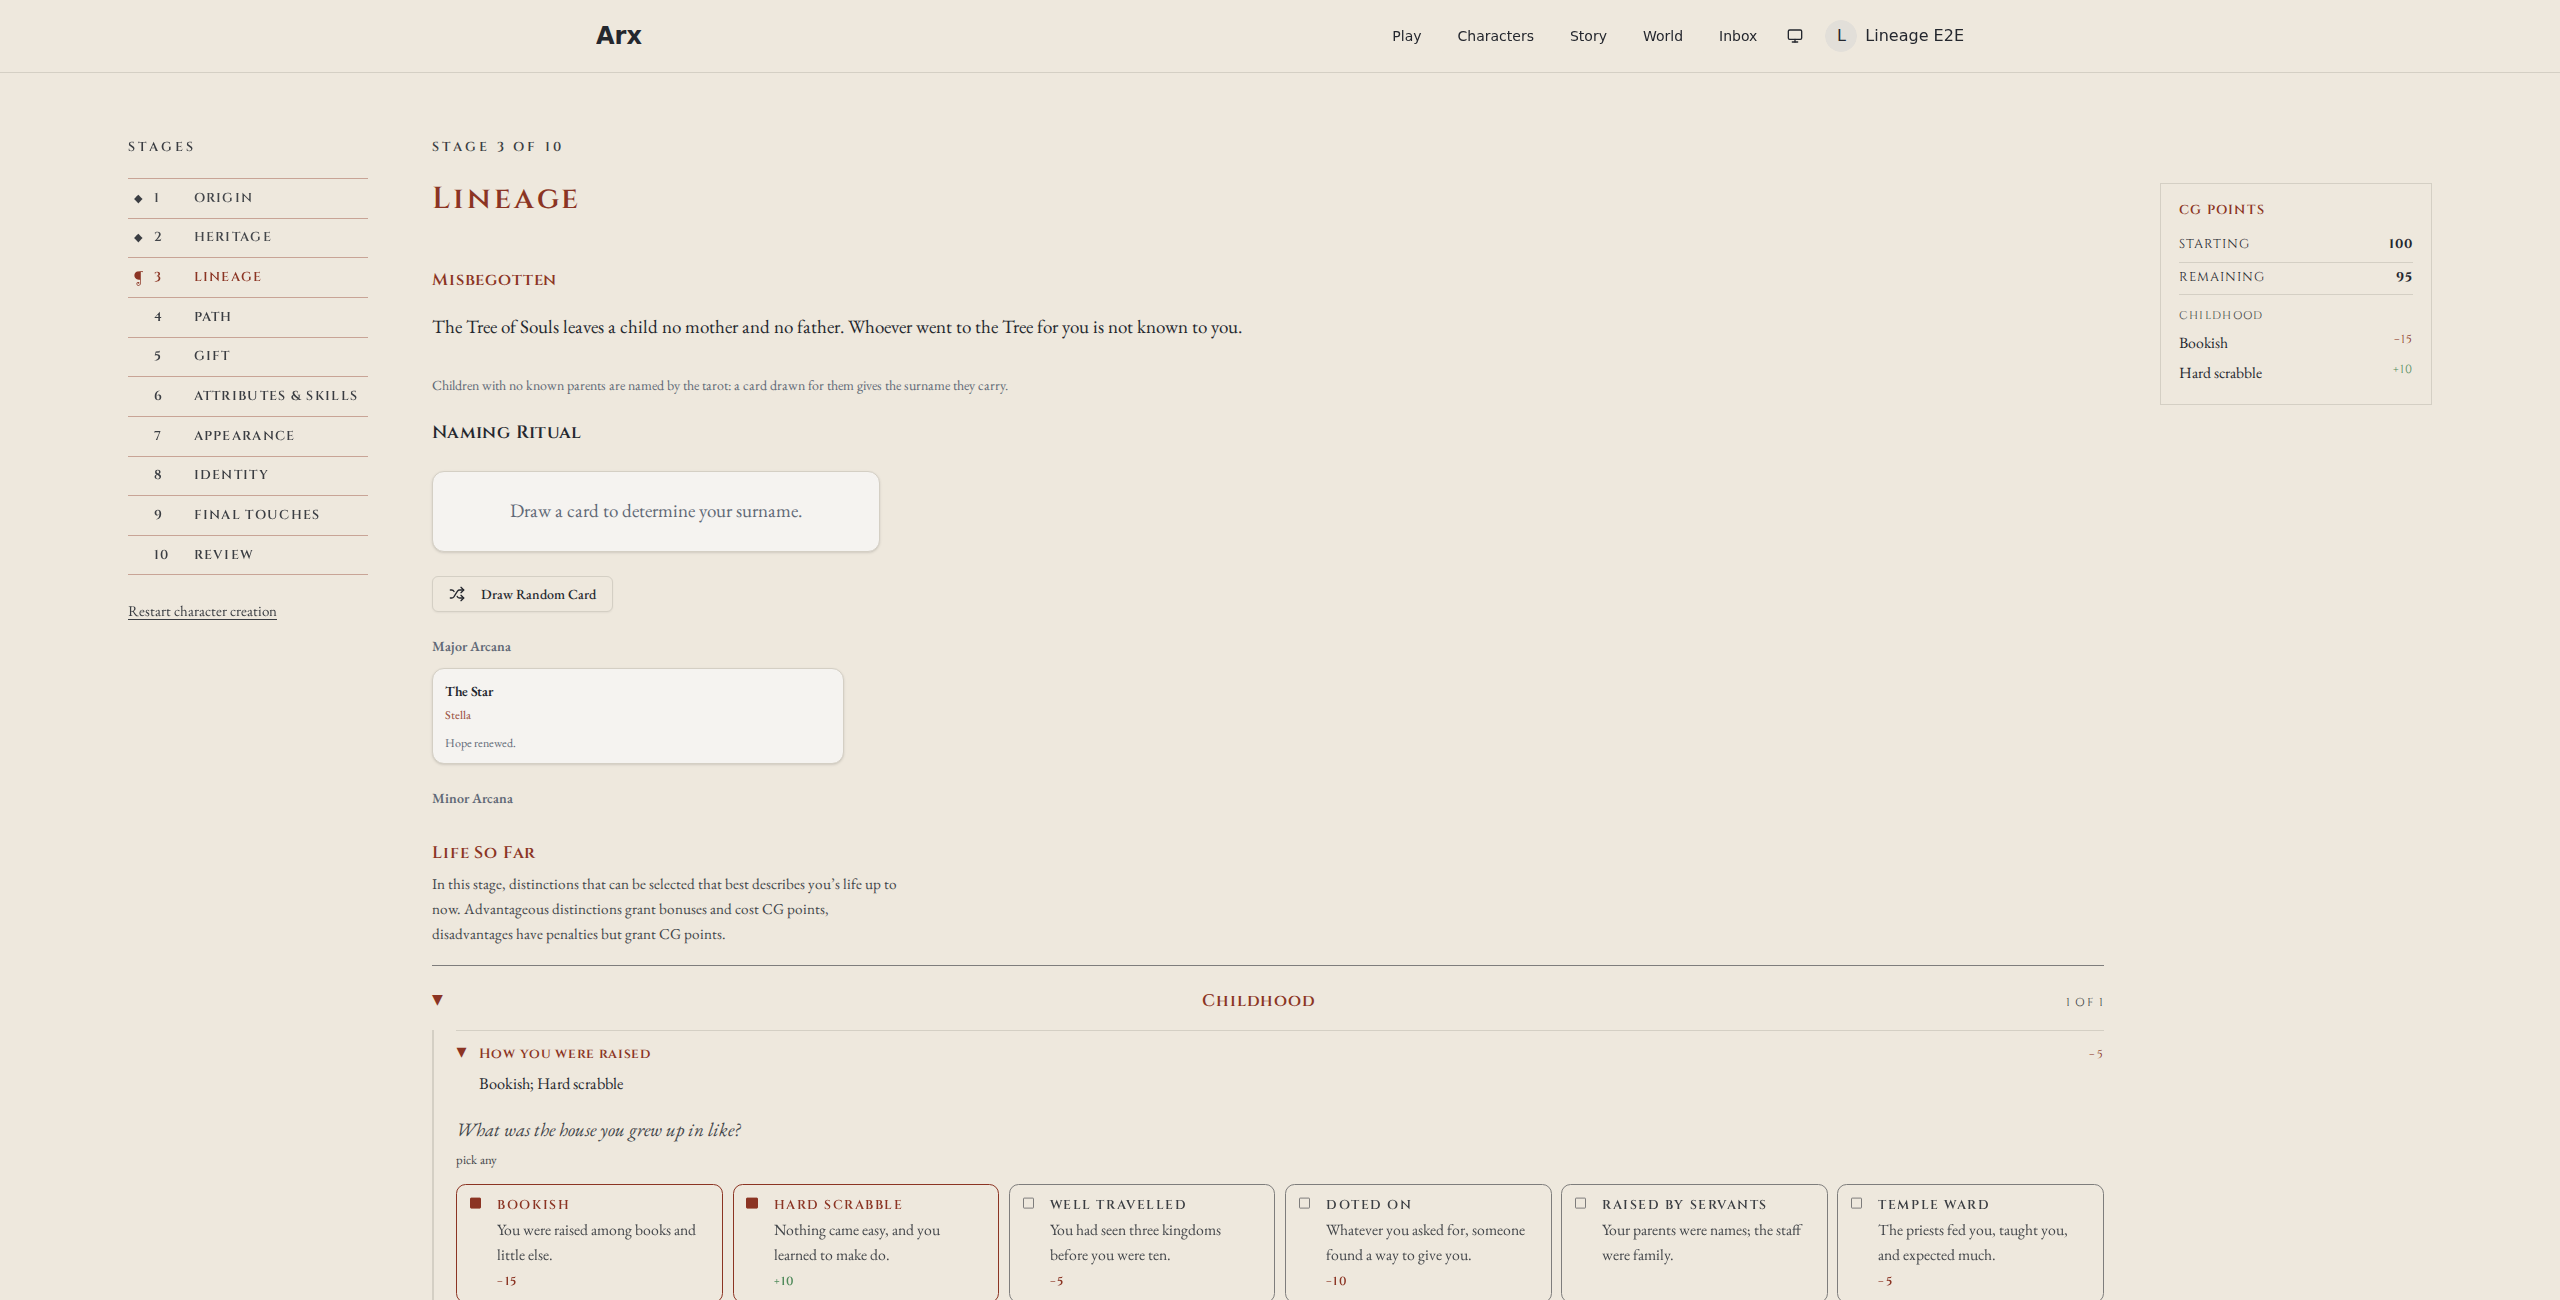 Arx
Play
Characters
Story
World
Inbox
L
Lineage E2E
STAGES
◆ 1 ORIGIN
◆ 2 HERITAGE
¶ 3 LINEAGE
4 PATH
5 GIFT
6 ATTRIBUTES & SKILLS
7 APPEARANCE
8 IDENTITY
9 FINAL TOUCHES
10 REVIEW
Restart character creation
STAGE 3 OF 10
LINEAGE
MISBEGOTTEN
The Tree of Souls leaves a child no mother and no father. Whoever went to the Tree for you is not known to you.
Children with no known parents are named by the tarot: a card drawn for them gives the surname they carry.
NAMING RITUAL
Draw a card to determine your surname.
Draw Random Card
Major Arcana
The Star
Stella
Hope renewed.
Minor Arcana
LIFE SO FAR
In this stage, distinctions that can be selected that best describes you's life up to
now. Advantageous distinctions grant bonuses and cost CG points,
disadvantages have penalties but grant CG points.
▼ CHILDHOOD 1 OF 1
▼ HOW YOU WERE RAISED −5
Bookish; Hard scrabble
What was the house you grew up in like?
pick any
BOOKISH
You were raised among books and
little else.
−15
HARD SCRABBLE
Nothing came easy, and you
learned to make do.
+10
WELL TRAVELLED
You had seen three kingdoms
before you were ten.
−5
DOTED ON
Whatever you asked for, someone
found a way to give you.
−10
RAISED BY SERVANTS
Your parents were names; the staff
were family.
TEMPLE WARD
The priests fed you, taught you,
and expected much.
−5
CG POINTS
STARTING 100
REMAINING 95
CHILDHOOD
Bookish −15
Hard scrabble +10